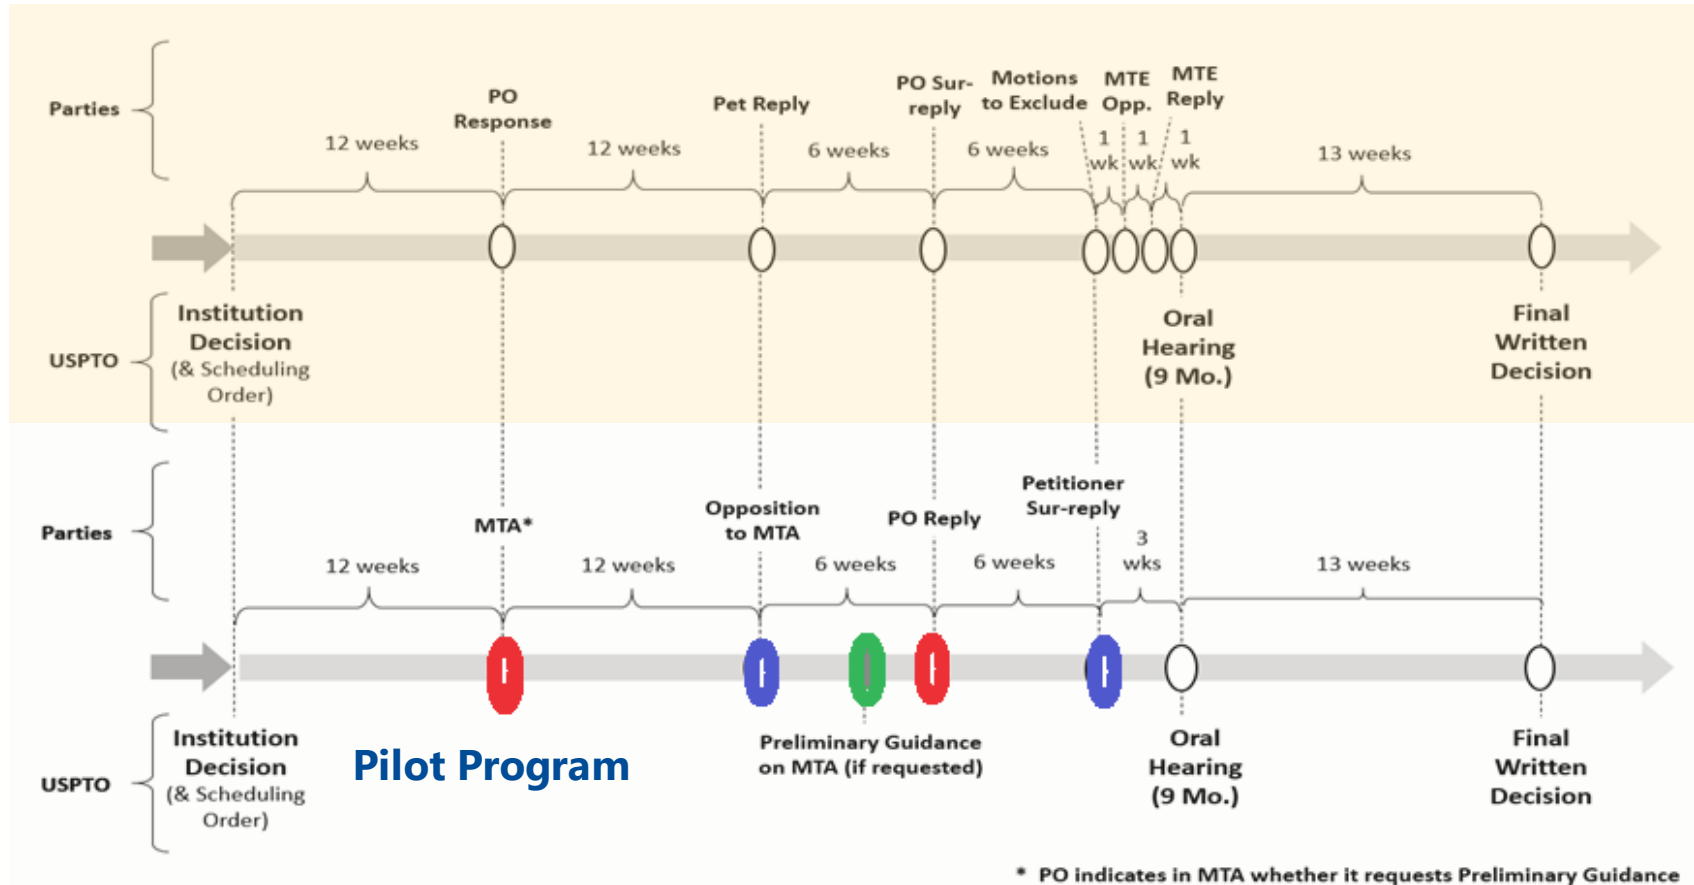 Parties
PO
Response
Pet Reply
PO Sur-
reply
Motions
to Exclude
MTE
Opp.
MTE
Reply
12 weeks
12 weeks
6 weeks
6 weeks
1
wk
1
wk
1
wk
13 weeks
USPTO
Institution
Decision
(& Scheduling
Order)
Oral
Hearing
(9 Mo.)
Final
Written
Decision
Parties
MTA*
Opposition
to MTA
PO Reply
Petitioner
Sur-reply
12 weeks
12 weeks
6 weeks
6 weeks
3
wks
13 weeks
USPTO
Institution
Decision
(& Scheduling
Order)
Pilot Program
Preliminary Guidance
on MTA (if requested)
Oral
Hearing
(9 Mo.)
Final
Written
Decision
* PO indicates in MTA whether it requests Preliminary Guidance